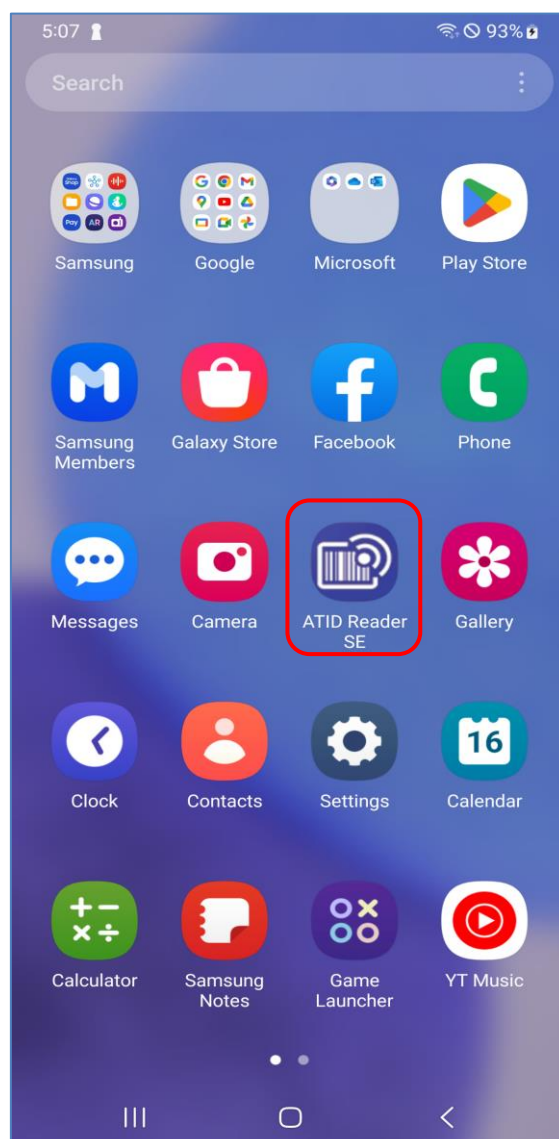 5:07 93%
Search
Samsung Google Microsoft Play Store
Samsung Members Galaxy Store Facebook Phone
Messages Camera ATID Reader SE Gallery
16
Clock Contacts Settings Calendar
Calculator Samsung Notes Game Launcher YT Music